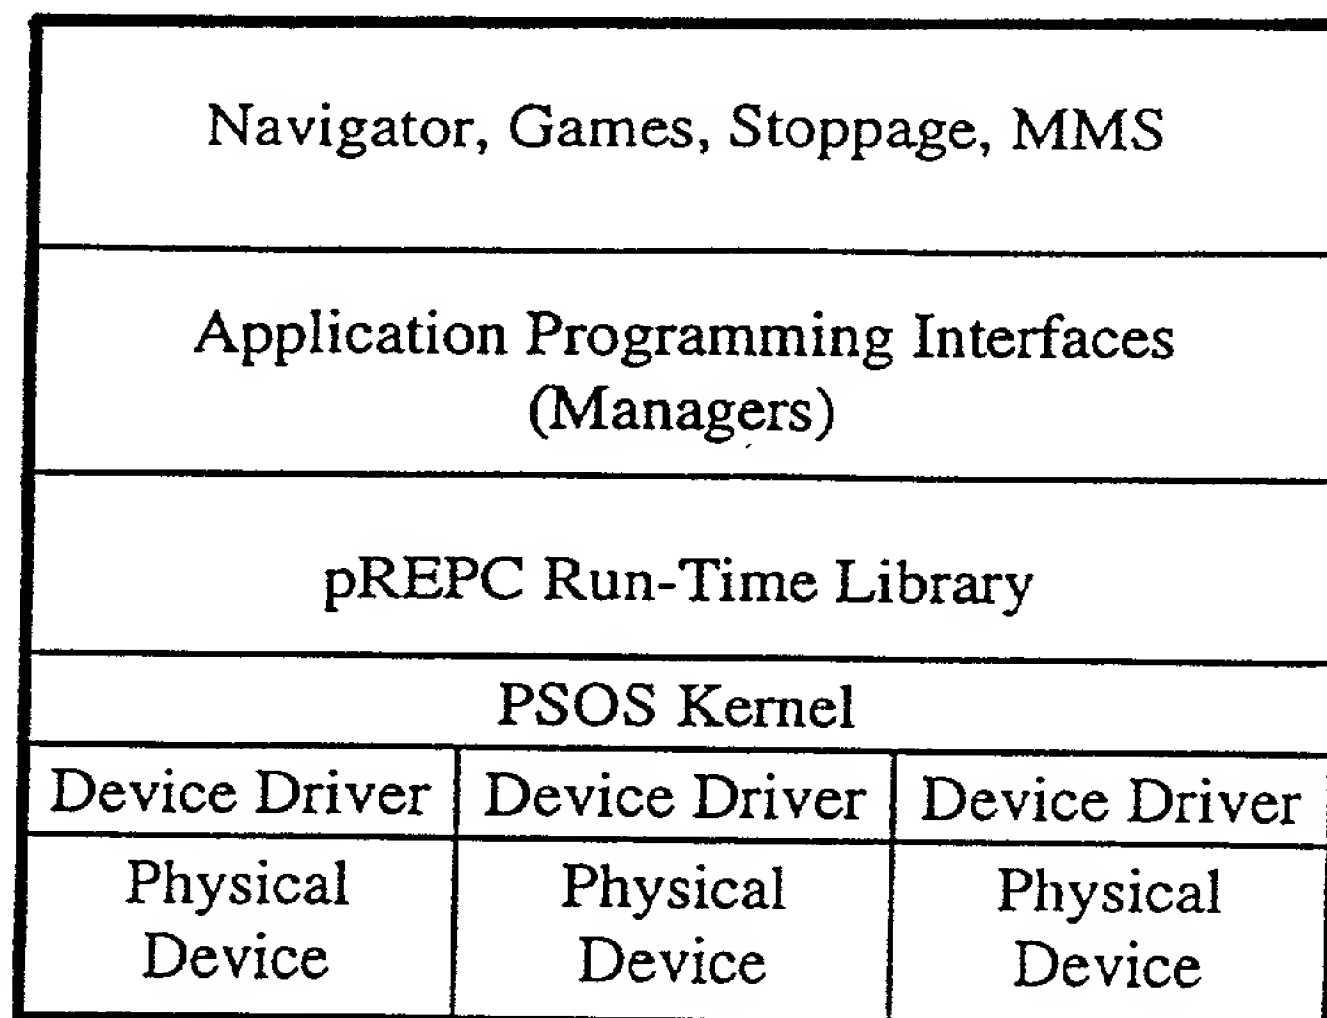 Navigator, Games, Stoppage, MMS
Application Programming Interfaces
(Managers)
pREPC Run-Time Library
PSOS Kernel
Device Driver Device Driver Device Driver
Physical Physical Physical
Device Device Device